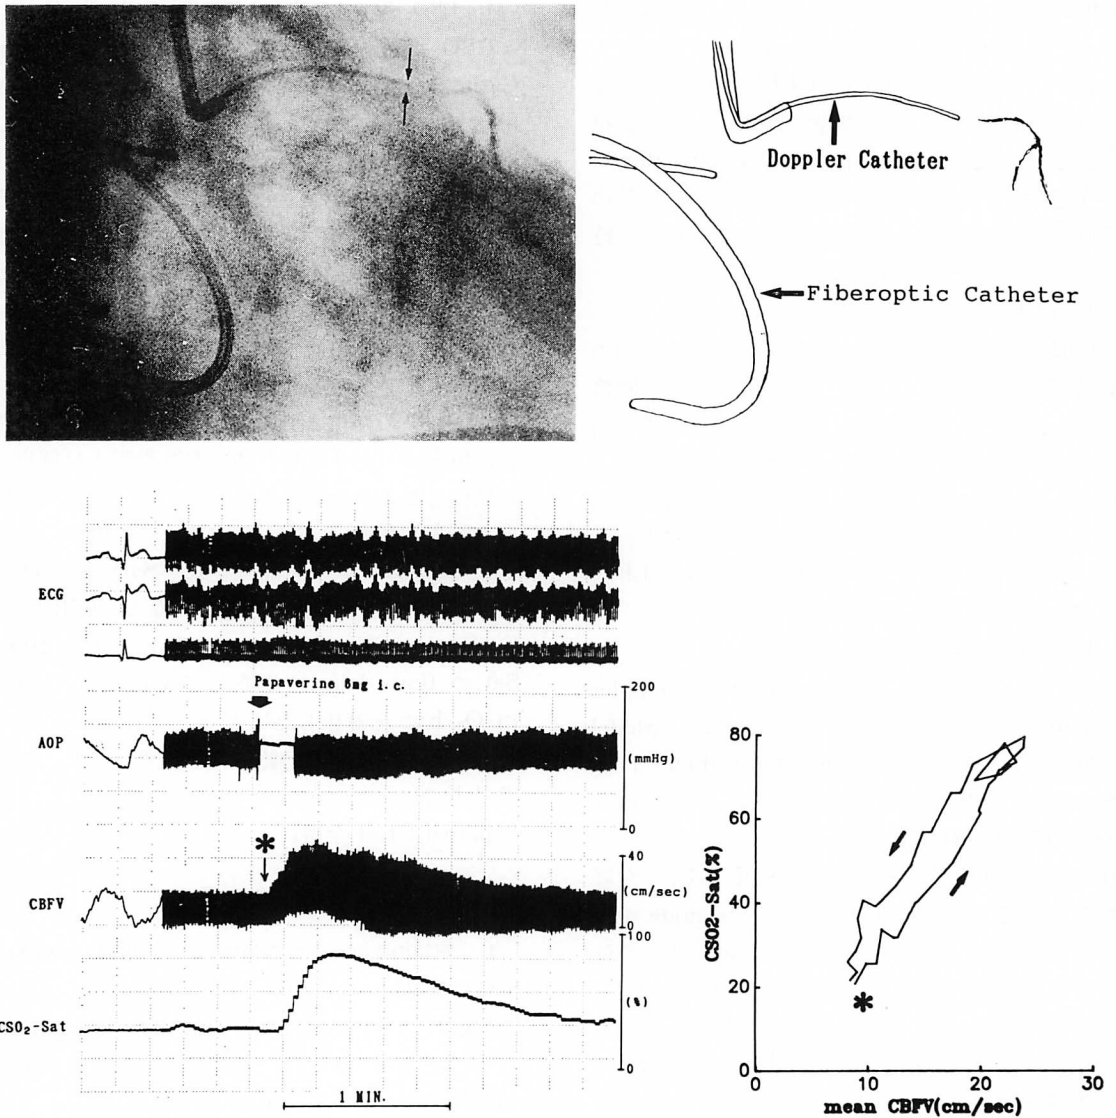 Doppler Catheter
Fiberoptic Catheter
ECG
Papaverine 6mg i.c.
200
AOP
(mmHg)
0
*
40
CBFV
(cm/sec)
0
100
(%)
CSO₂-Sat
0
1 MIN.
80
60
40
20
0
CSO2-Sat(%)
*
0
10
20
30
mean CBFV(cm/sec)